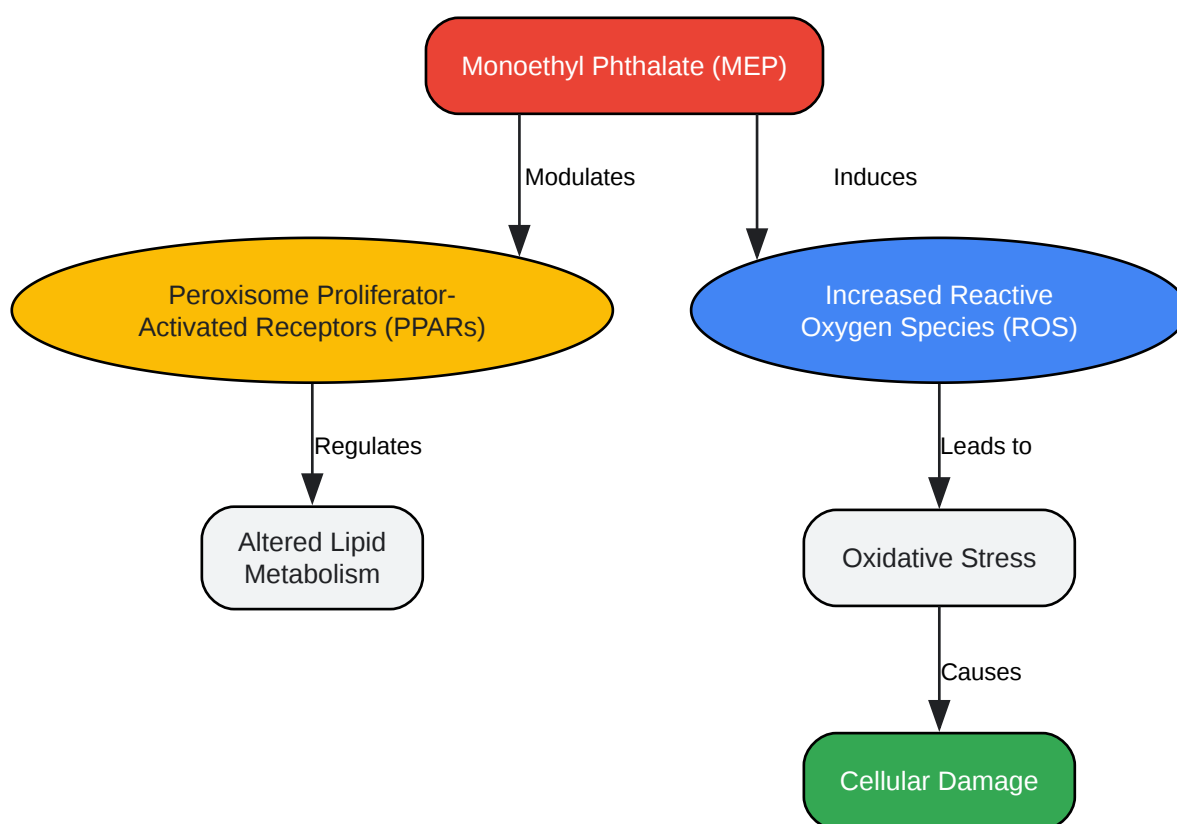 Monoethyl Phthalate (MEP)
Modulates
Induces
Peroxisome Proliferator-
Activated Receptors (PPARs)
Increased Reactive
Oxygen Species (ROS)
Regulates
Leads to
Altered Lipid
Metabolism
Oxidative Stress
Causes
Cellular Damage